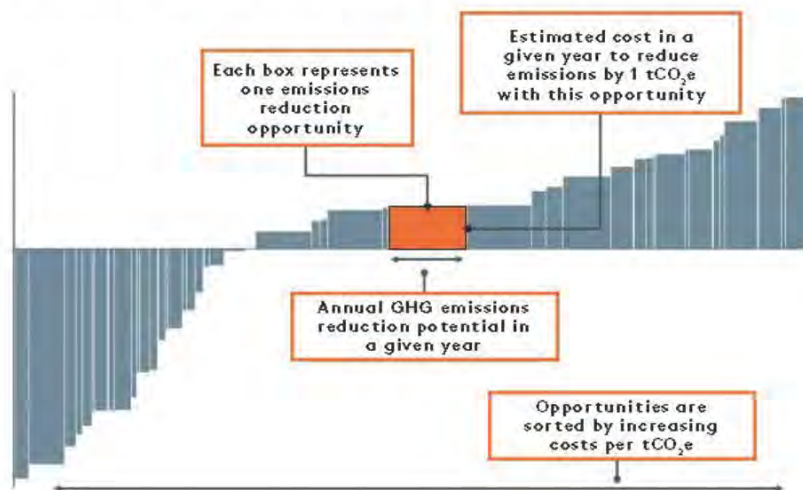 Each box represents
one emissions
reduction
opportunity
Estimated cost in a
given year to reduce
emissions by 1 tCO₂e
with this opportunity
Annual GHG emissions
reduction potential in
a given year
Opportunities are
sorted by increasing
costs per tCO₂e